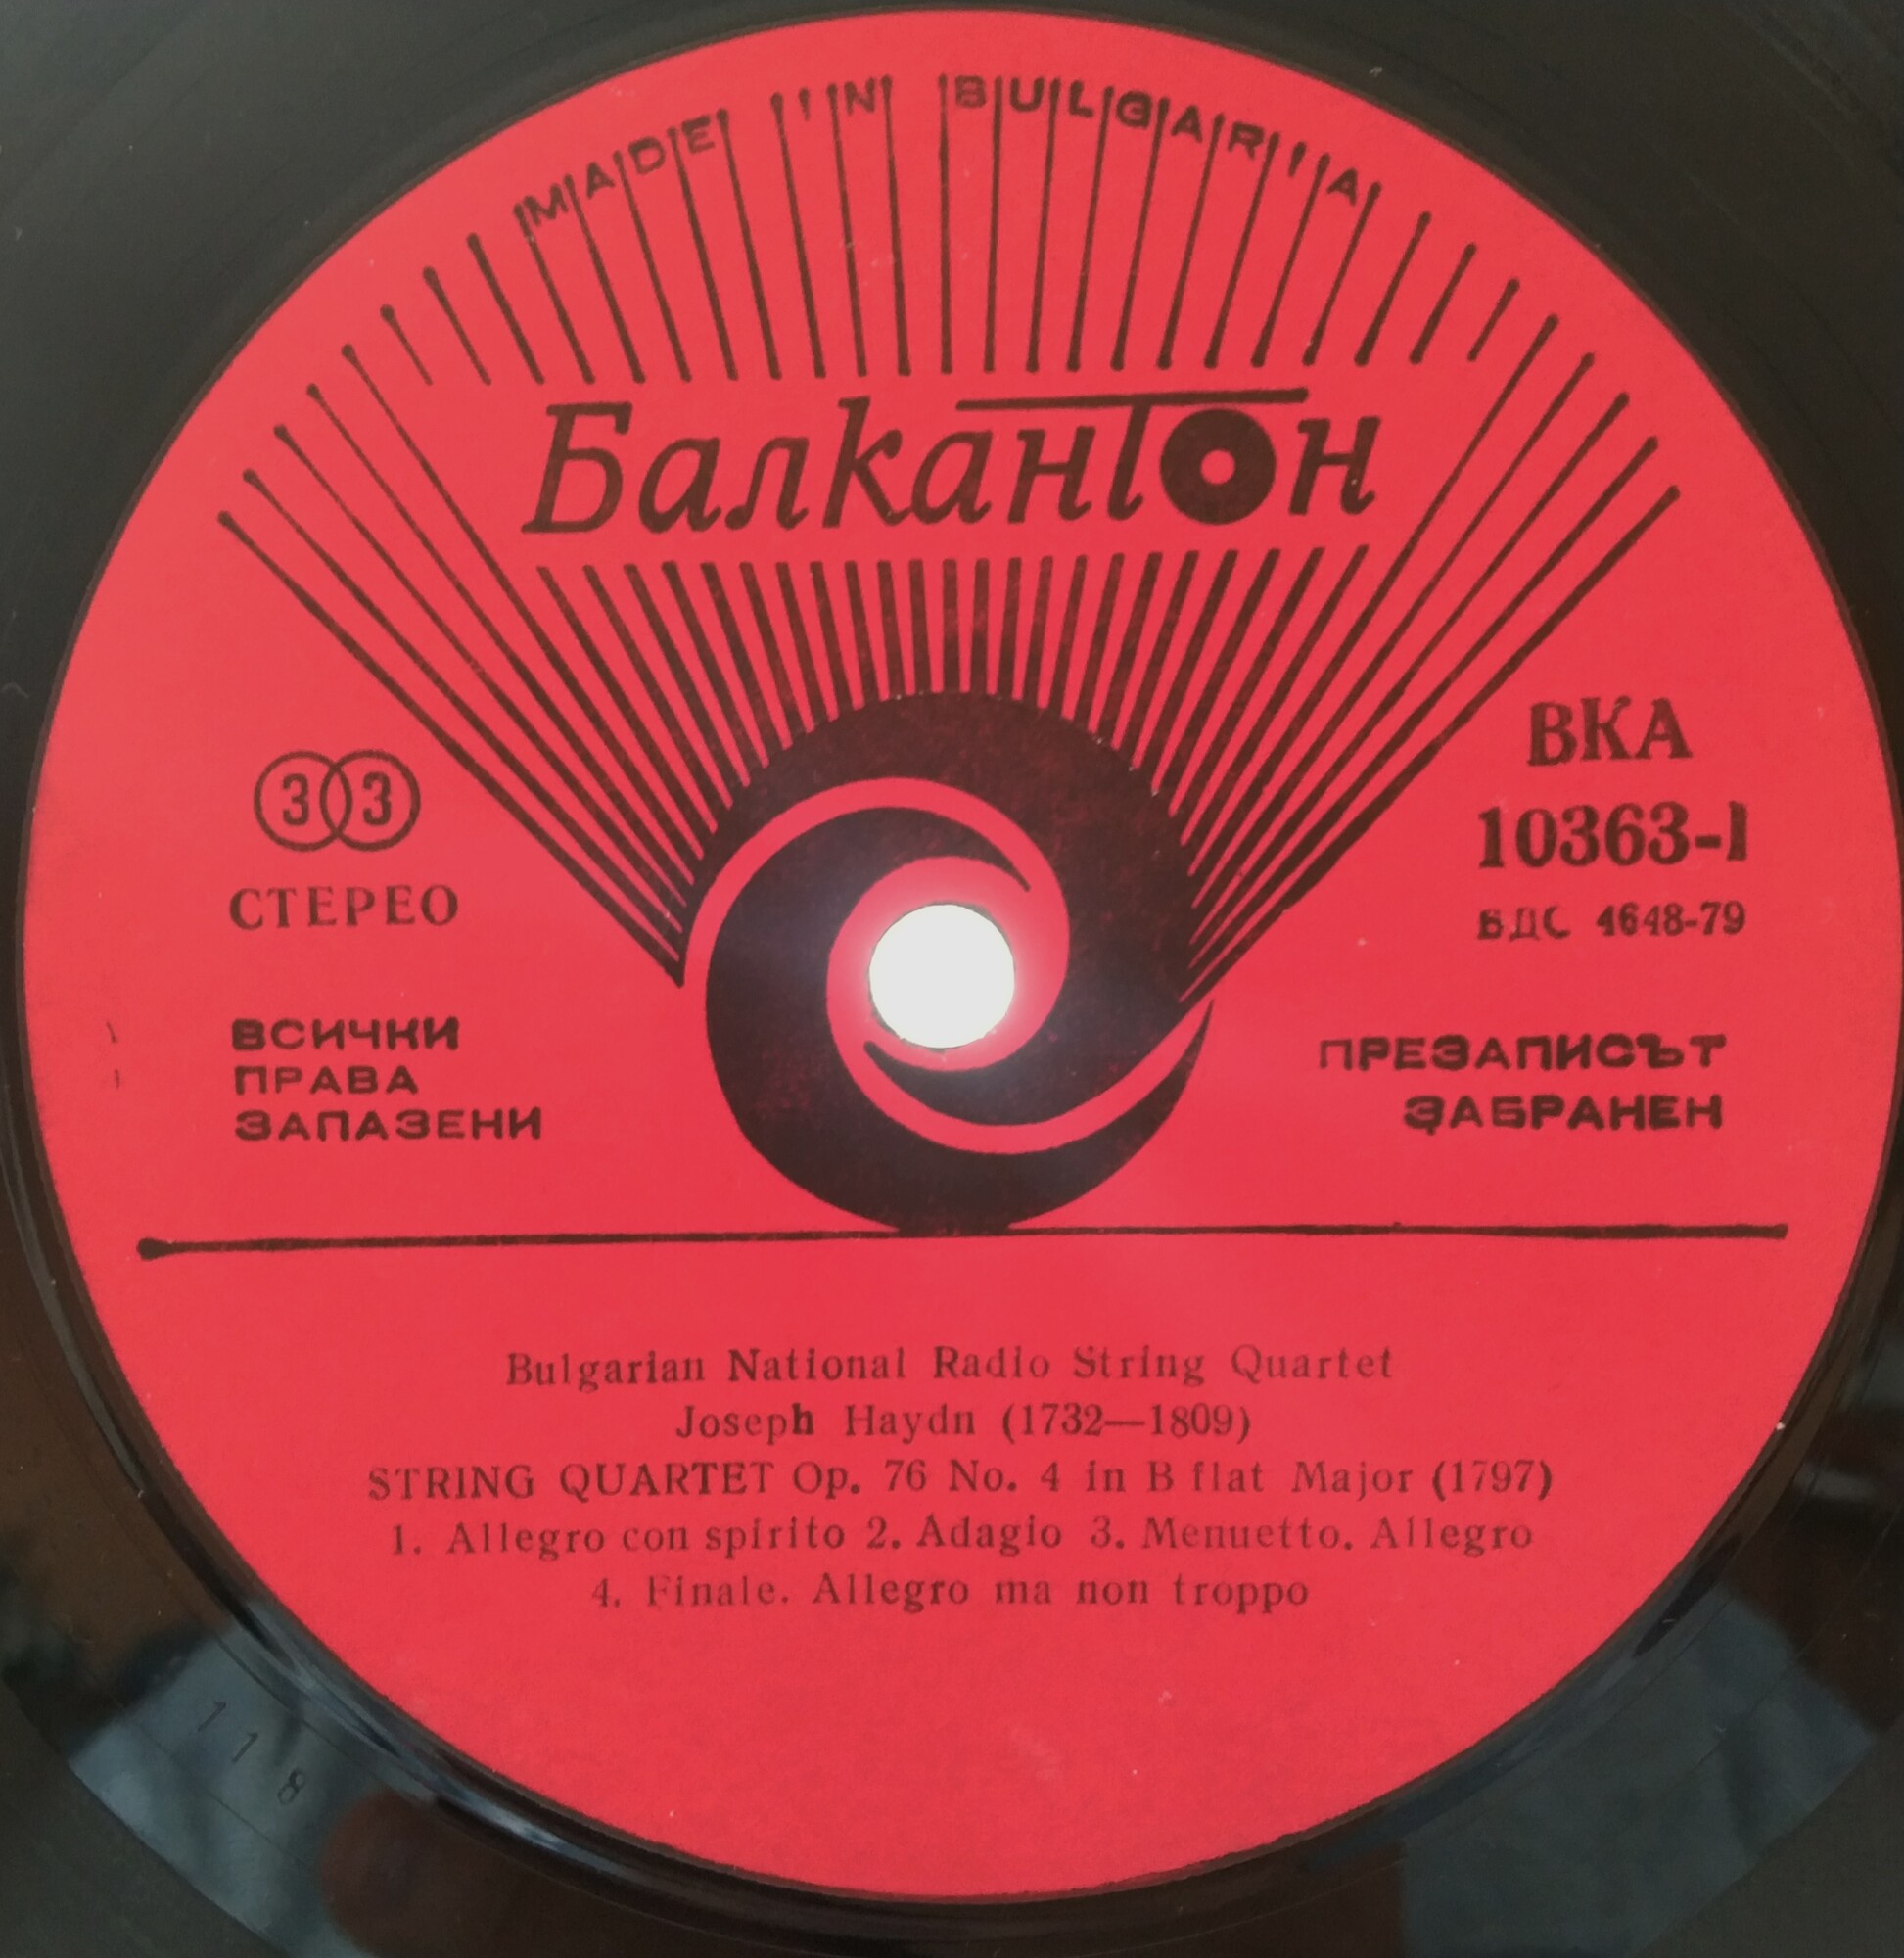 MADE IN BULGARIA
Балкантон
33
СТЕРЕО
ВКА
10363-1
БДС 4648-79
ВСИЧКИ
ПРАВА
ЗАПАЗЕНИ
ПРЕЗАПИСЪТ
ЗАБРАНЕН
Bulgarian National Radio String Quartet
Joseph Haydn (1732—1809)
STRING QUARTET Op. 76 No. 4 in B flat Major (1797)
1. Allegro con spirito 2. Adagio 3. Menuetto. Allegro
4. Finale. Allegro ma non troppo
118